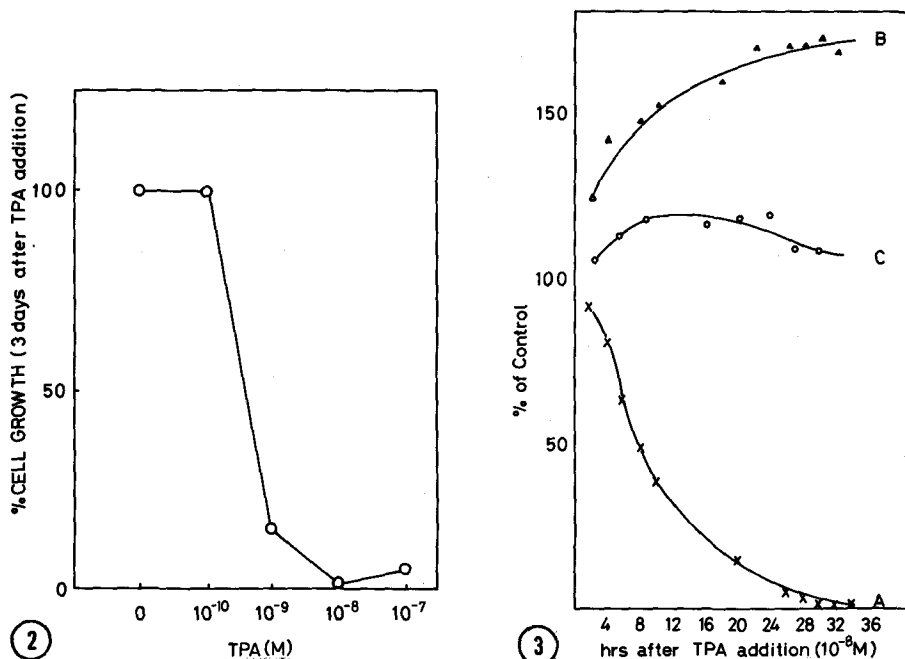 % CELL GROWTH (3 days after TPA addition)
100
50
0
0 10⁻¹⁰ 10⁻⁹ 10⁻⁸ 10⁻⁷
TPA (M)
2
% of Control
150
100
50
B
C
A
4 8 12 16 20 24 28 32 36
hrs after TPA addition (10⁻⁸M)
3